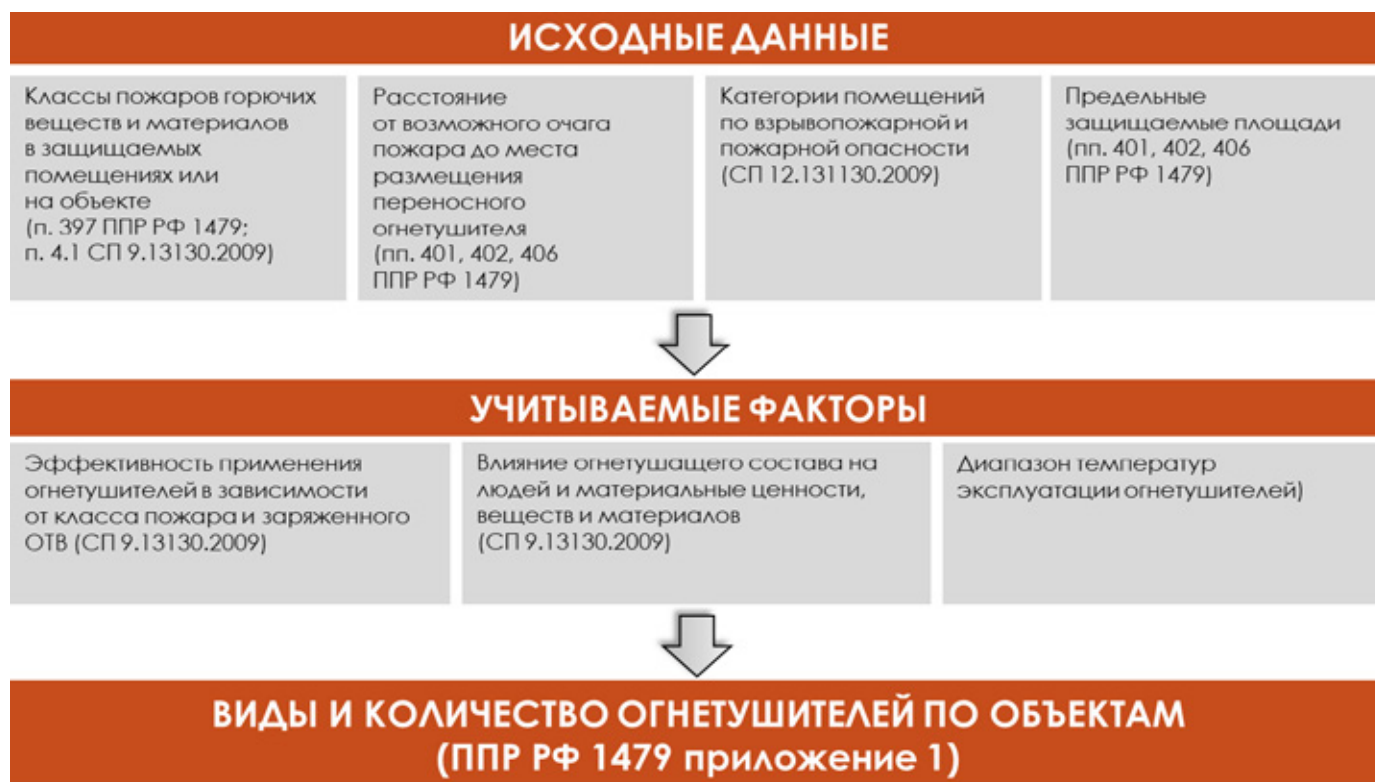 ИСХОДНЫЕ ДАННЫЕ
Классы пожаров горючих
веществ и материалов
в защищаемых
помещениях или
на объекте
(п. 397 ППР РФ 1479;
п. 4.1 СП 9.13130.2009)
Расстояние
от возможного очага
пожара до места
размещения
переносного
огнетушителя
(пп. 401, 402, 406
ППР РФ 1479)
Категории помещений
по взрывопожарной и
пожарной опасности
(СП 12.131130.2009)
Предельные
защищаемые площади
(пп. 401, 402, 406
ППР РФ 1479)
УЧИТЫВАЕМЫЕ ФАКТОРЫ
Эффективность применения
огнетушителей в зависимости
от класса пожара и заряженного
ОТВ (СП 9.13130.2009)
Влияние огнетушащего состава на
людей и материальные ценности,
веществ и материалов
(СП 9.13130.2009)
Диапазон температур
эксплуатации огнетушителей)
ВИДЫ И КОЛИЧЕСТВО ОГНЕТУШИТЕЛЕЙ ПО ОБЪЕКТАМ
(ППР РФ 1479 приложение 1)